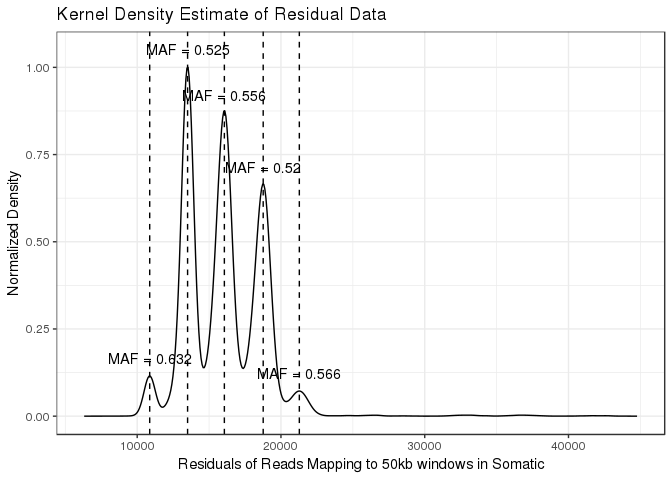 Kernel Density Estimate of Residual Data
MAF = 0.525
1.00
MAF = 0.556
0.75
MAF = 0.52
0.50
0.25
MAF = 0.632
MAF = 0.566
0.00
Normalized Density
10000 20000 30000 40000
Residuals of Reads Mapping to 50kb windows in Somatic